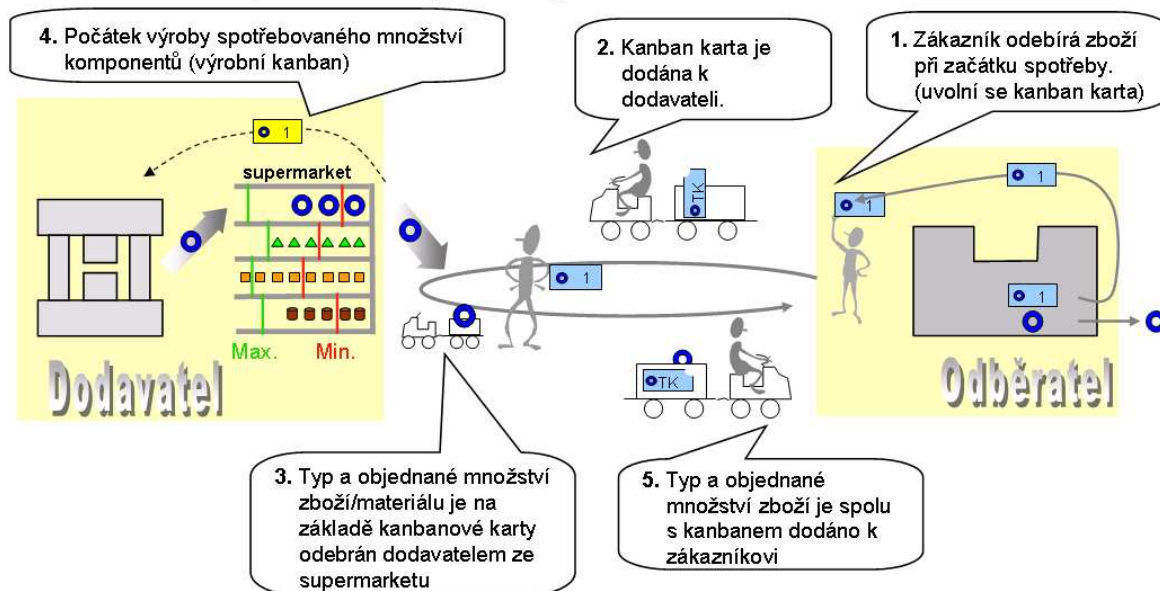 4. Počátek výroby spotřebovaného množství
komponentů (výrobní kanban)
2. Kanban karta je
dodána k
dodavateli.
1. Zákazník odebírá zboží
při začátku spotřeby.
(uvolní se kanban karta)
1
supermarket
TK
1
1
1
1
Max.
Min.
Dodavatel
TK
Odběratel
3. Typ a objednané množství
zboží/materiálu je na
základě kanbanové karty
odebrán dodavatelem ze
supermarketu
5. Typ a objednané
množství zboží je spolu
s kanbanem dodáno k
zákazníkovi